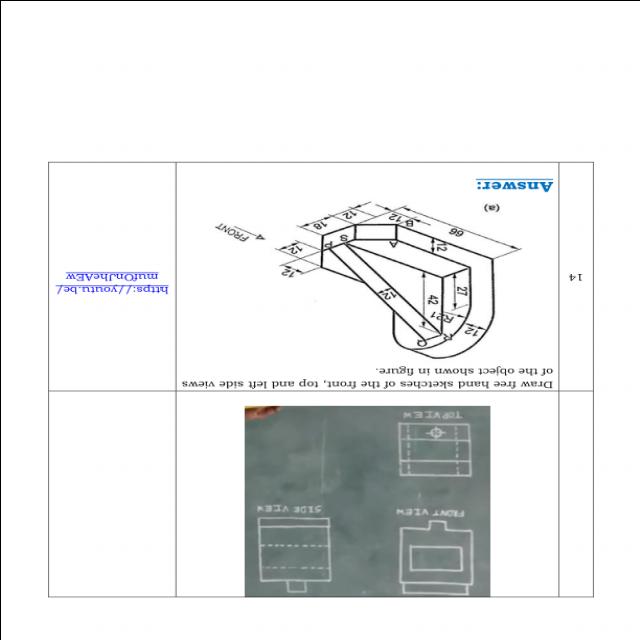 FRONT VIEW
SIDE VIEW
TOP VIEW
14
Draw free hand sketches of the front, top and left side views
of the object of shown in figure.
https://youtu.be/
mufOnJheAEw
Q
R
12
R21
42
27
12
12
12
12
P
S
A
66
B
12
12
18
FRONT
(a)
Answer: